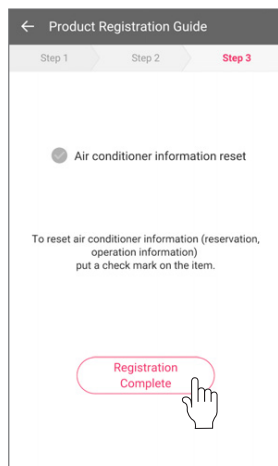 Product Registration Guide
Step 1 Step 2 Step 3
Air conditioner information reset
To reset air conditioner information (reservation,
operation information)
put a check mark on the item.
Registration
Complete